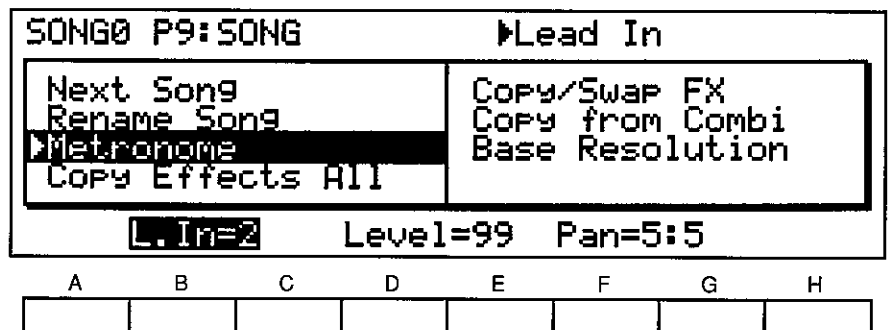 SONG0 P9:SONG ▶Lead In
Next Song
Rename Song
▶Metronome
Copy Effects All
Copy/Swap FX
Copy from Combi
Base Resolution
L.In=2 Level=99 Pan=5:5
A B C D E F G H